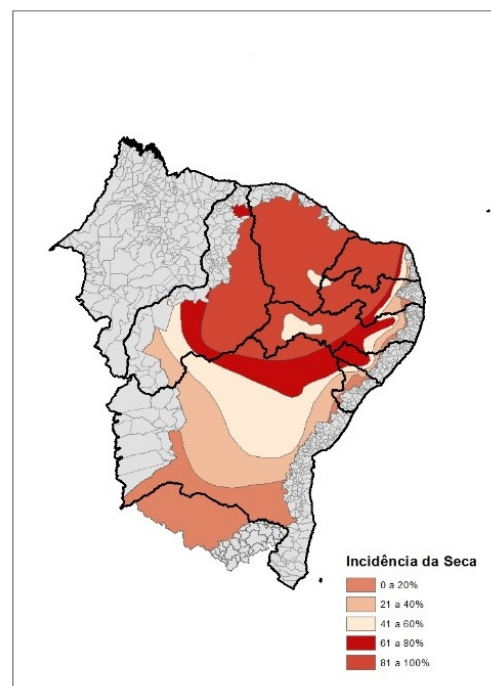 Incidência da Seca
0 a 20%
21 a 40%
41 a 60%
61 a 80%
81 a 100%